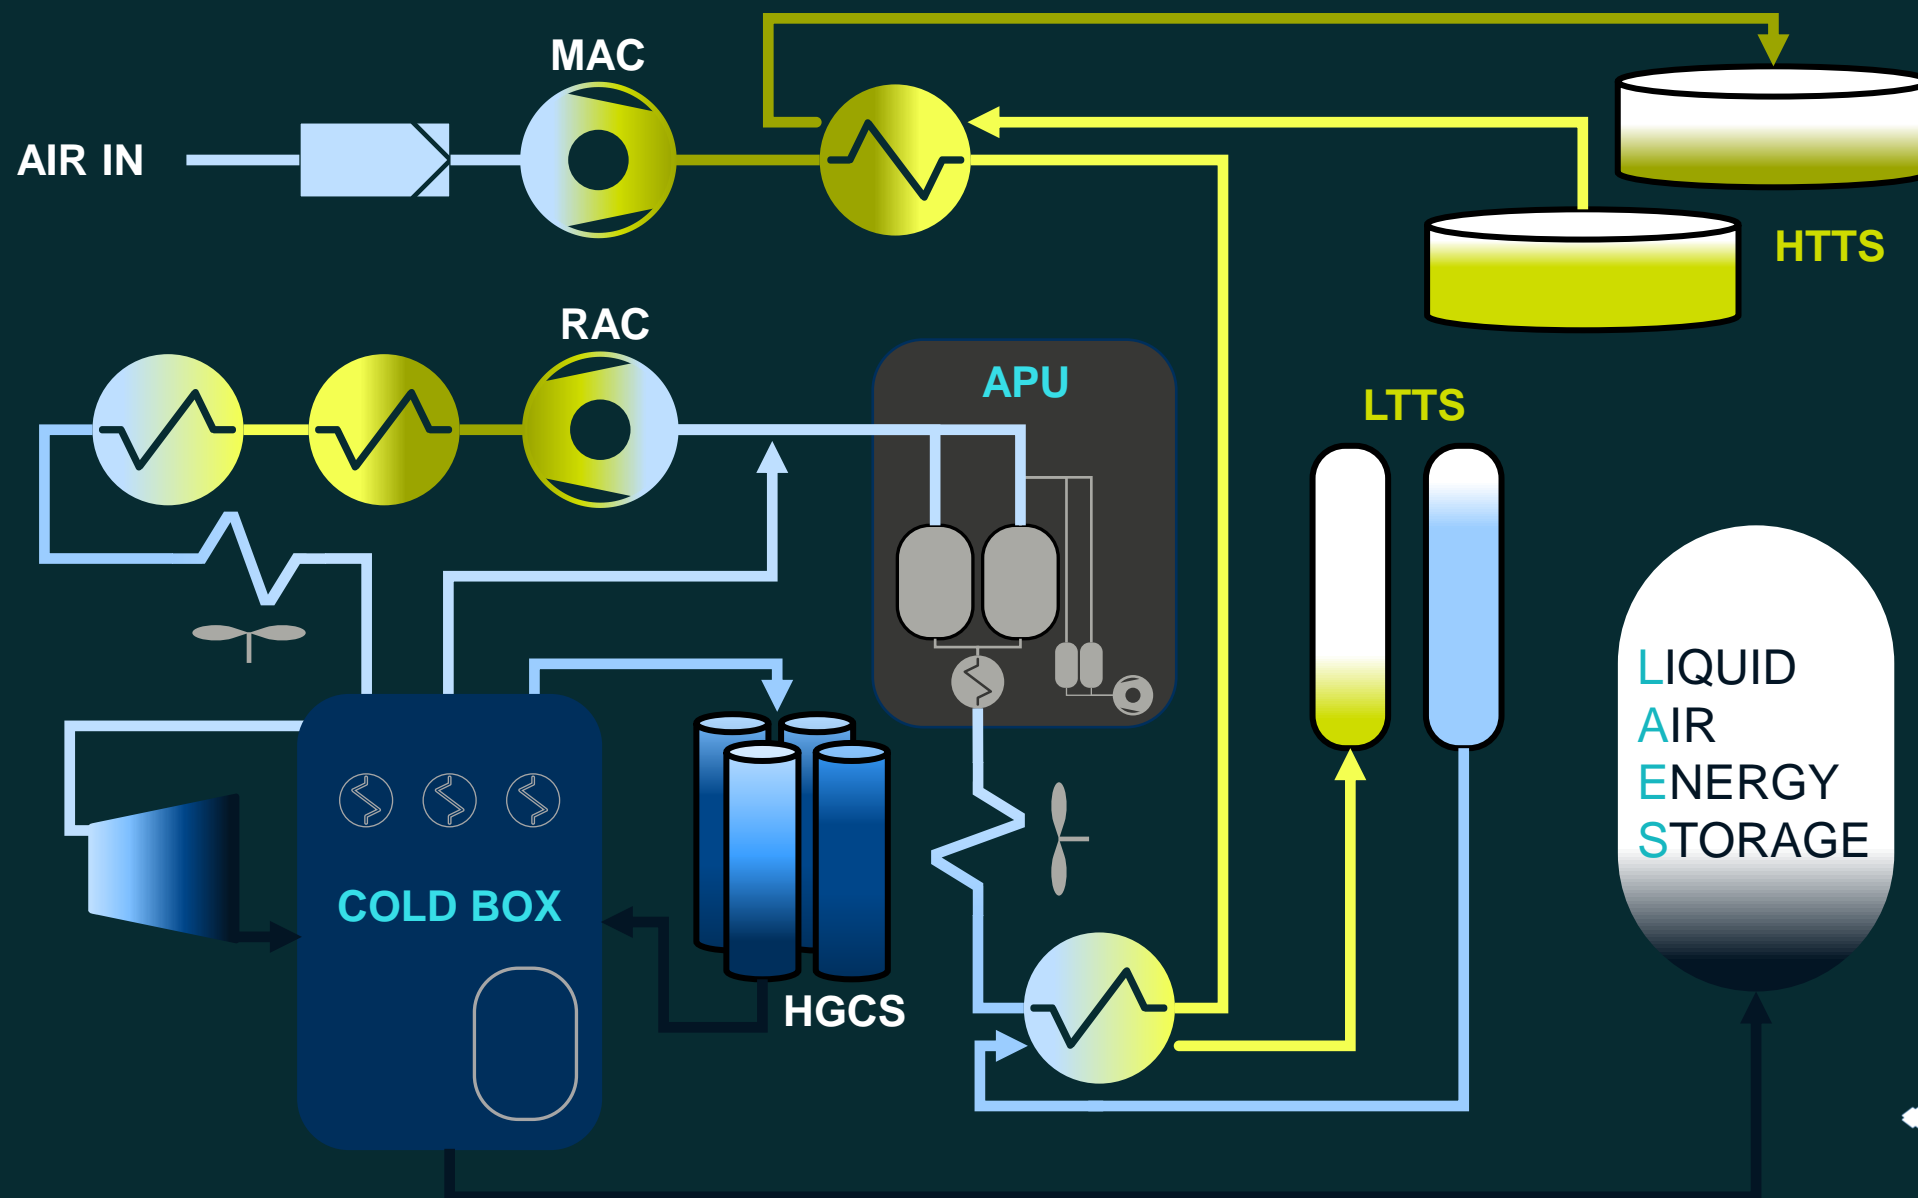 MAC
AIR IN
HTTS
RAC
APU
LTTS
LIQUID
AIR
ENERGY
STORAGE
COLD BOX
HGCS